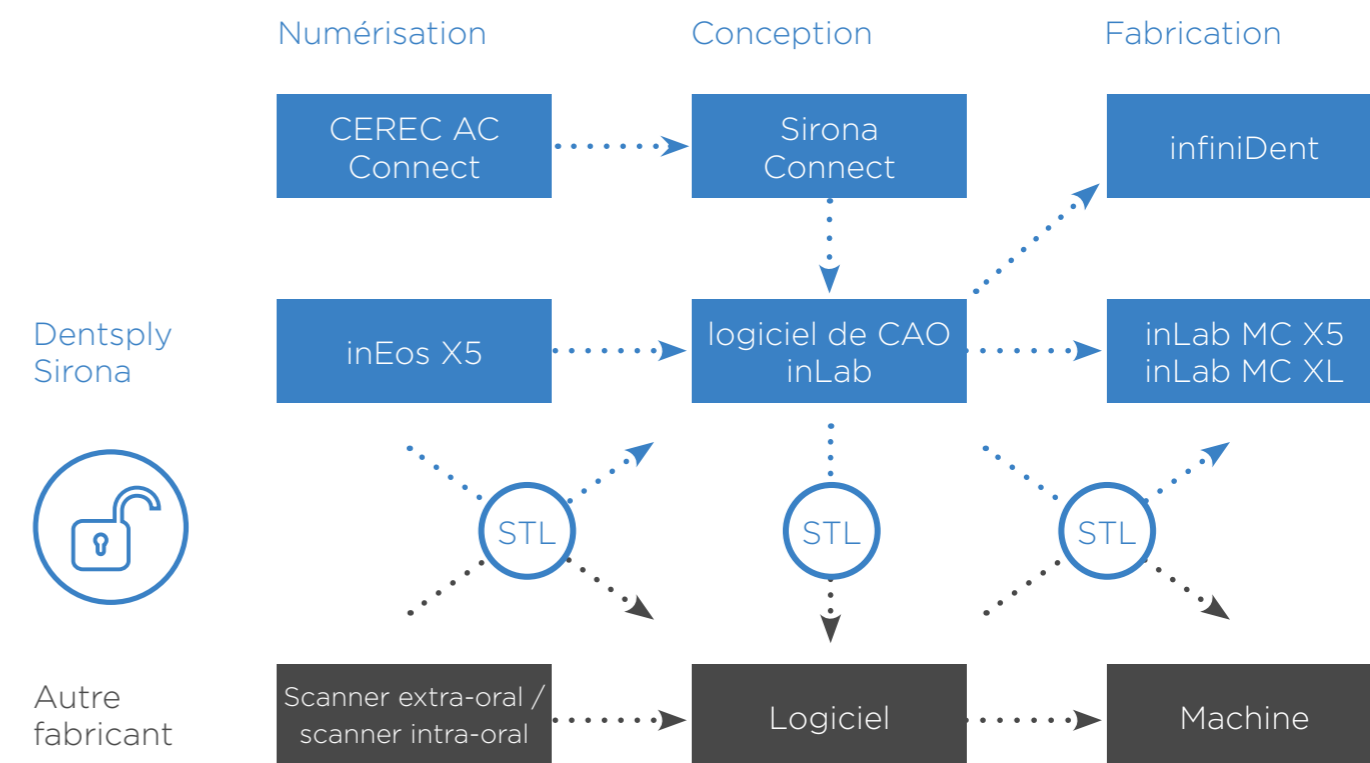 Numérisation
Conception
Fabrication
CEREC AC
Connect
Sirona
Connect
infiniDent
Dentsply
Sirona
inEos X5
logiciel de CAO
inLab
inLab MC X5
inLab MC XL
STL
STL
STL
Autre
fabricant
Scanner extra-oral /
scanner intra-oral
Logiciel
Machine